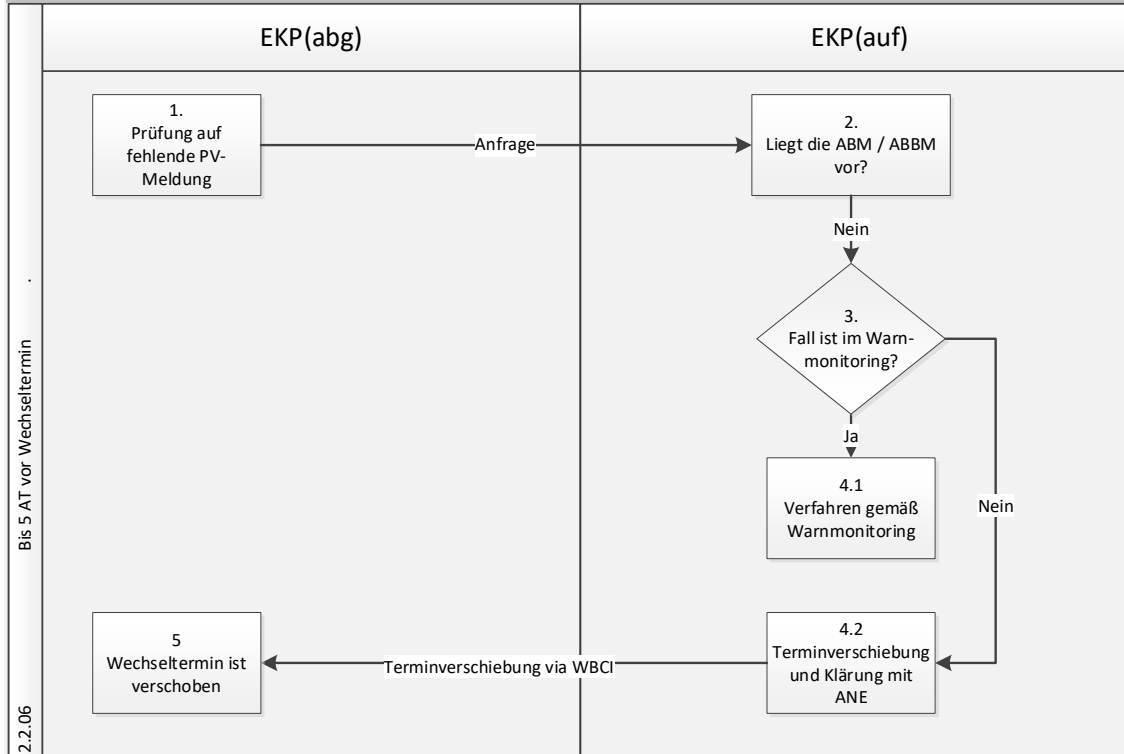 EKP(abg)
EKP(auf)
1.
Prüfung auf
fehlende PV-
Meldung
Anfrage
2.
Liegt die ABM / ABBM
vor?
Nein
3.
Fall ist im Warn-
monitoring?
Ja
4.1
Verfahren gemäß
Warnmonitoring
Nein
4.2
Terminverschiebung
und Klärung mit
ANE
Terminverschiebung via WBCI
5
Wechseltermin ist
verschoben
Bis 5 AT vor Wechseltermin .
2.2.06